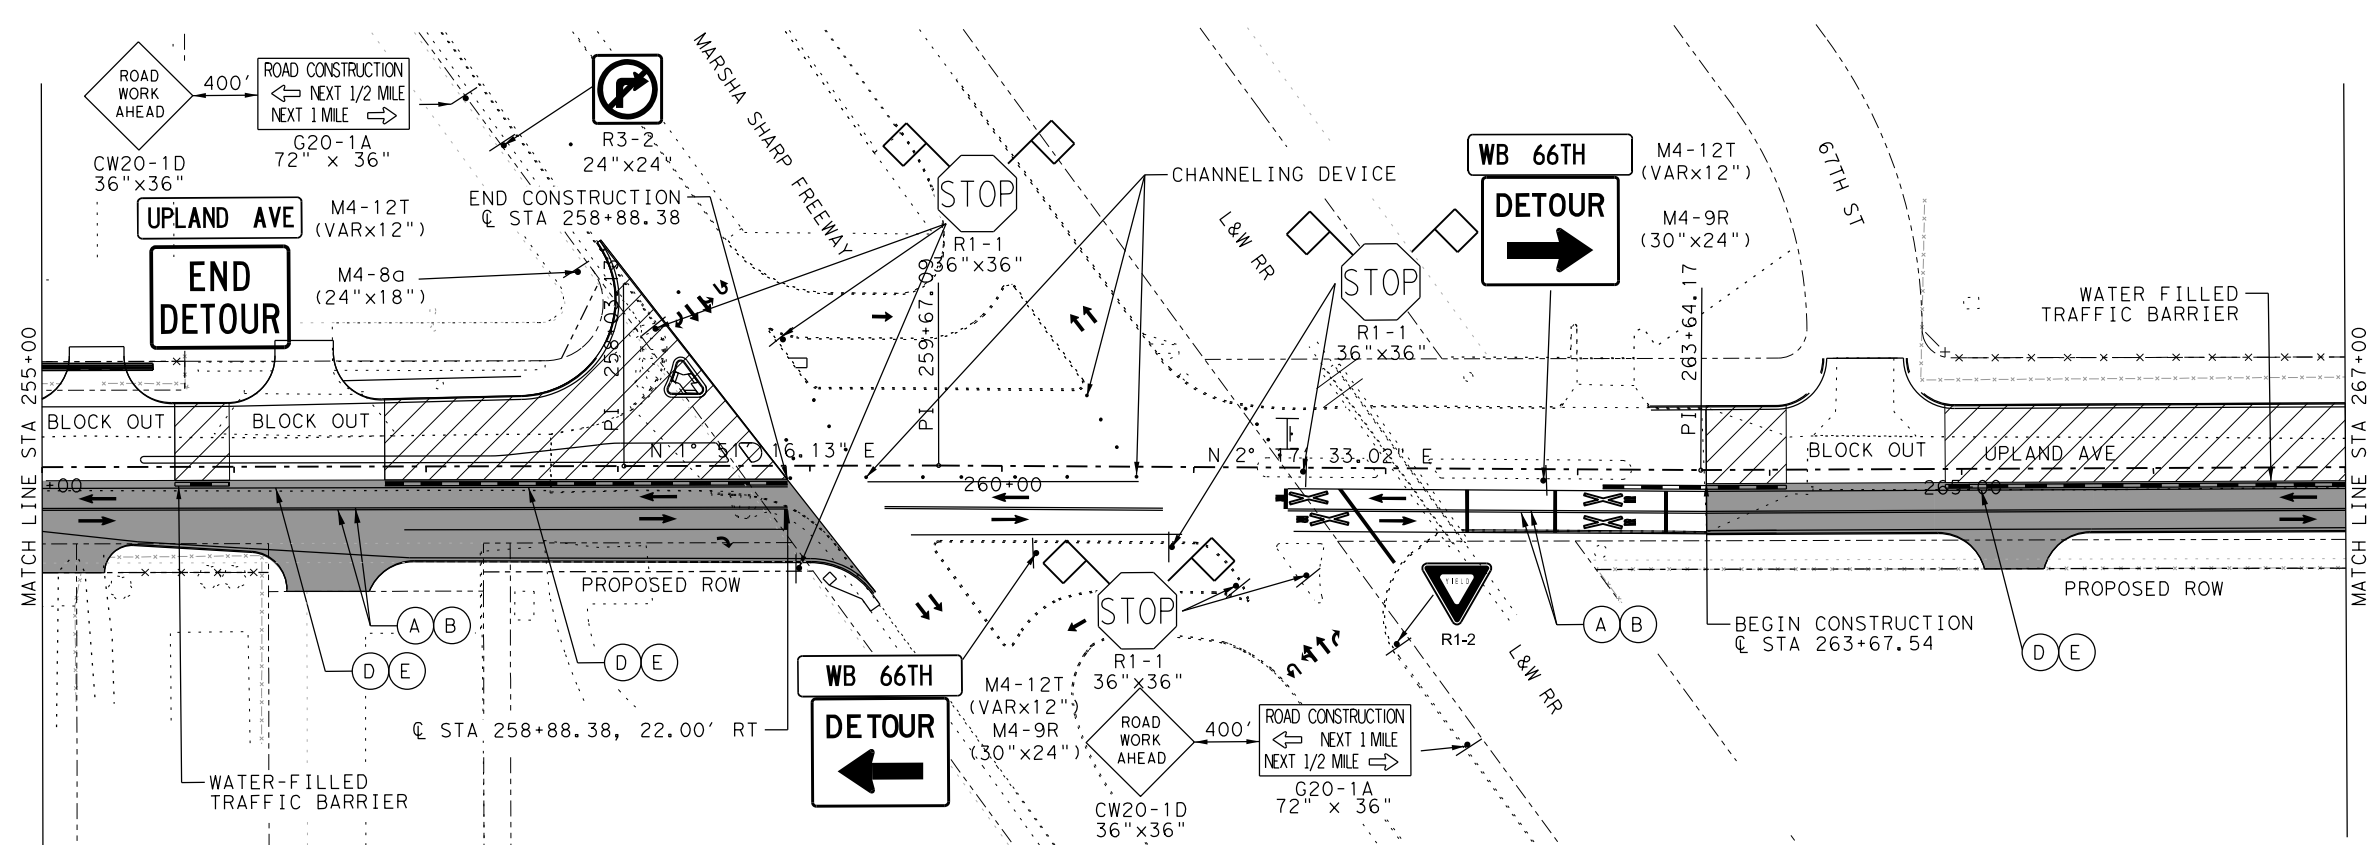 ROAD
WORK
AHEAD
400'
ROAD CONSTRUCTION
NEXT 1/2 MILE
NEXT 1 MILE
G20-1A
72" x 36"
CW20-1D
36"x36"
R3-2
24"x24"
MARSHA SHARP FREEWAY
UPLAND AVE
M4-12T
(VARx12")
END
DETOUR
M4-8a
(24"x18")
END CONSTRUCTION
℄ STA 258+88.38
STOP
R1-1
36"x36"
CHANNELING DEVICE
L&W RR
STOP
R1-1
36"x36"
WB 66TH
DETOUR
M4-12T
(VARx12")
M4-9R
(30"x24")
67TH ST
WATER FILLED
TRAFFIC BARRIER
MATCH LINE STA 255+00
BLOCK OUT
BLOCK OUT
PI 258+03.13
PI 259+67.09
PI 263+64.17
N 1° 51' 16.13" E
N 2° 17' 33.02" E
BLOCK OUT
UPLAND AVE
MATCH LINE STA 267+00
+00
260+00
265+00
PROPOSED ROW
A B
D E
D E
℄ STA 258+88.38, 22.00' RT
WATER-FILLED
TRAFFIC BARRIER
WB 66TH
DETOUR
M4-12T
(VARx12")
M4-9R
(30"x24")
STOP
R1-1
36"x36"
ROAD
WORK
AHEAD
400'
ROAD CONSTRUCTION
NEXT 1 MILE
NEXT 1/2 MILE
G20-1A
72" x 36"
CW20-1D
36"x36"
YIELD
R1-2
L&W RR
A B
BEGIN CONSTRUCTION
℄ STA 263+67.54
D E
PROPOSED ROW